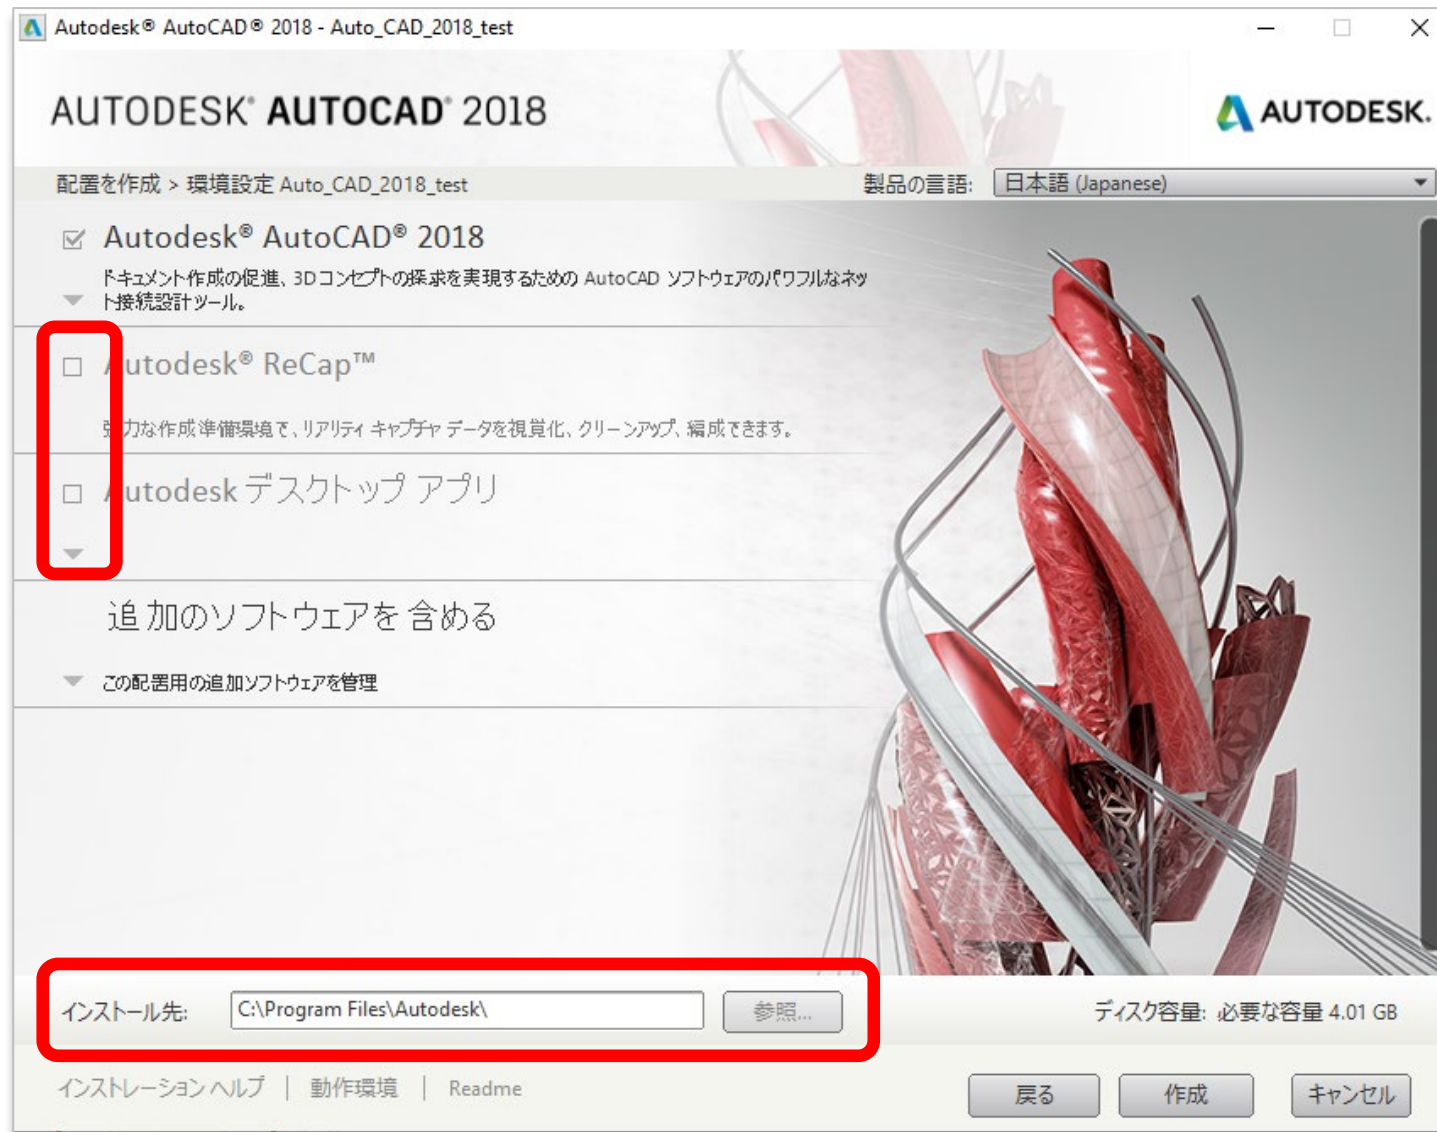 Autodesk® AutoCAD® 2018 - Auto_CAD_2018_test
AUTODESK® AUTOCAD® 2018
AUTODESK.
配置を作成 > 環境設定 Auto_CAD_2018_test
製品の言語: 日本語 (Japanese)
Autodesk® AutoCAD® 2018
ドキュメント作成の促進、3D コンセプトの探求を実現するための AutoCAD ソフトウェアのパワフルなネッ
ト接続設計ツール。
Autodesk® ReCap™
強力な作成準備環境で、リアリティ キャプチャ データを視覚化、クリーンアップ、編成できます。
Autodesk デスクトップ アプリ
追加のソフトウェアを含める
この配置用の追加ソフトウェアを管理
インストール先: C:\Program Files\Autodesk\ 参照...
ディスク容量: 必要な容量 4.01 GB
インストレーション ヘルプ | 動作環境 | Readme
戻る 作成 キャンセル